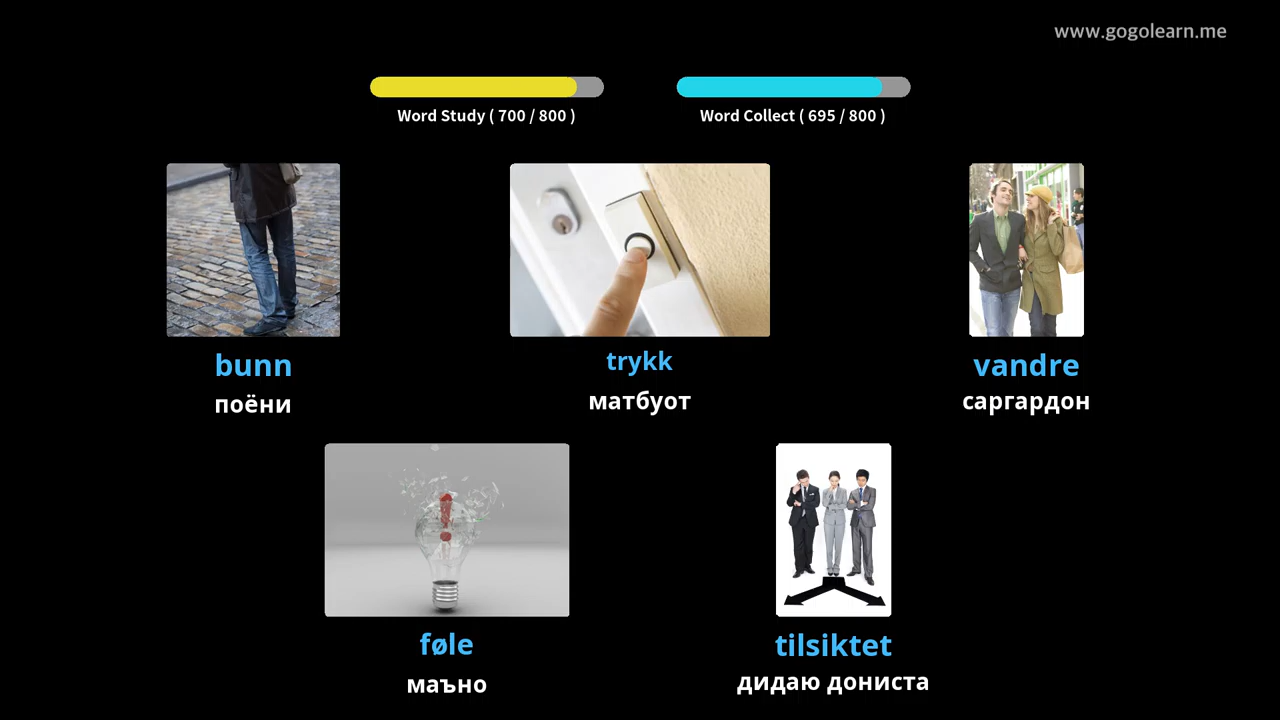 www.gogolearn.me
Word Study ( 700 / 800 )
Word Collect ( 695 / 800 )
bunn
поёни
trykk
матбуот
vandre
саргардон
føle
маъно
tilsiktet
дидаю дониста